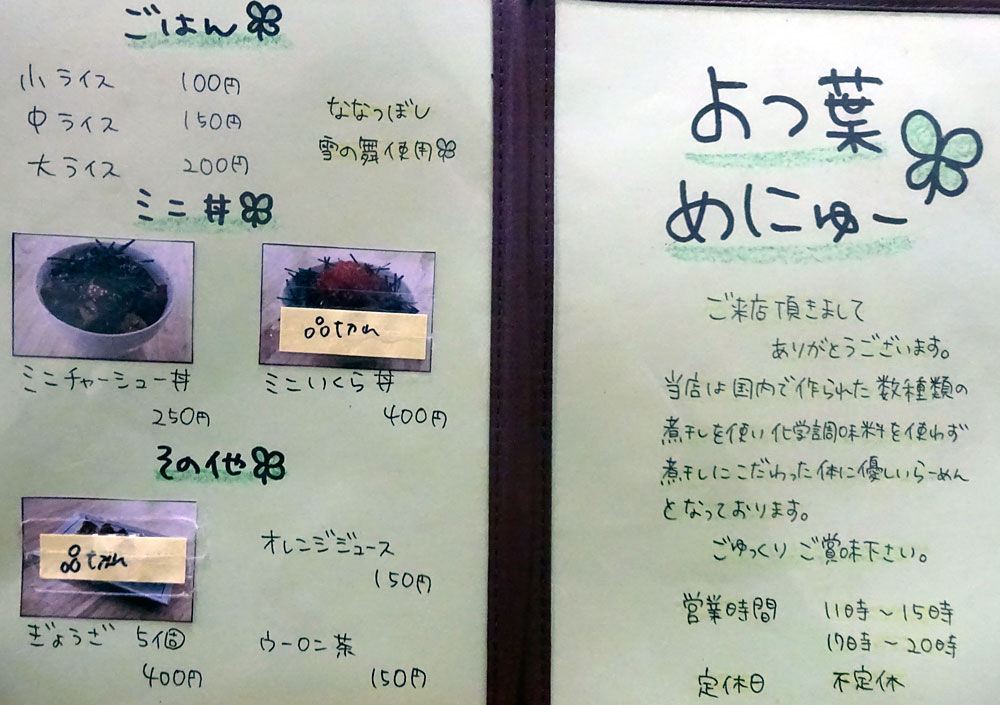 ごはん
小ライス 100円
中ライス 150円
大ライス 200円
ななつぼし
雪の舞使用
ミニ丼
品切れ
ミニチャーシュー丼
250円
ミニいくら丼
400円
その他
品切れ
ぎょうざ 5個
400円
オレンジジュース
150円
ウーロン茶
150円
よつ葉
めにゅー
ご来店頂きまして
ありがとうございます。
当店は国内で作られた数種類の
煮干しを使い化学調味料を使わず
煮干しにこだわった体に優しいらーめん
となっております。
ごゆっくりご賞味下さい。
営業時間 11時～15時
17時～20時
定休日 不定休